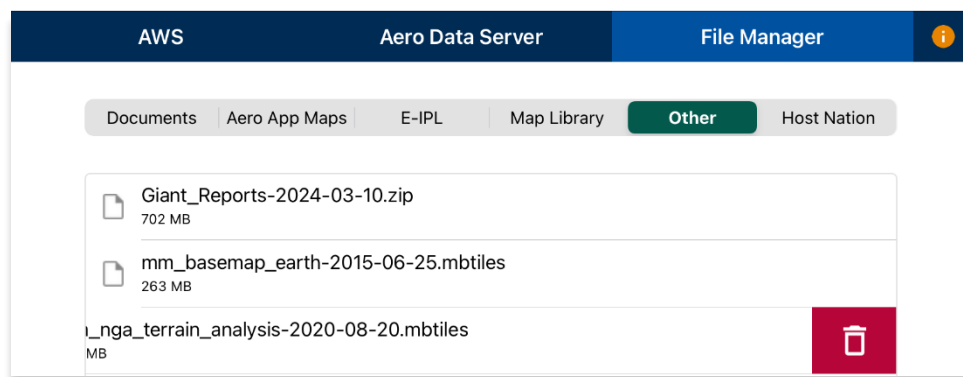 AWS Aero Data Server File Manager
Documents Aero App Maps E-IPL Map Library Other Host Nation
Giant_Reports-2024-03-10.zip
702 MB
mm_basemap_earth-2015-06-25.mbtiles
263 MB
_nga_terrain_analysis-2020-08-20.mbtiles
MB